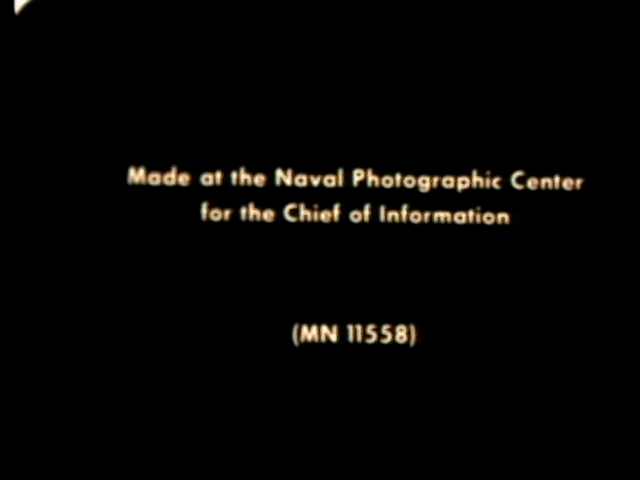 Made at the Naval Photographic Center
for the Chief of Information
(MN 11558)